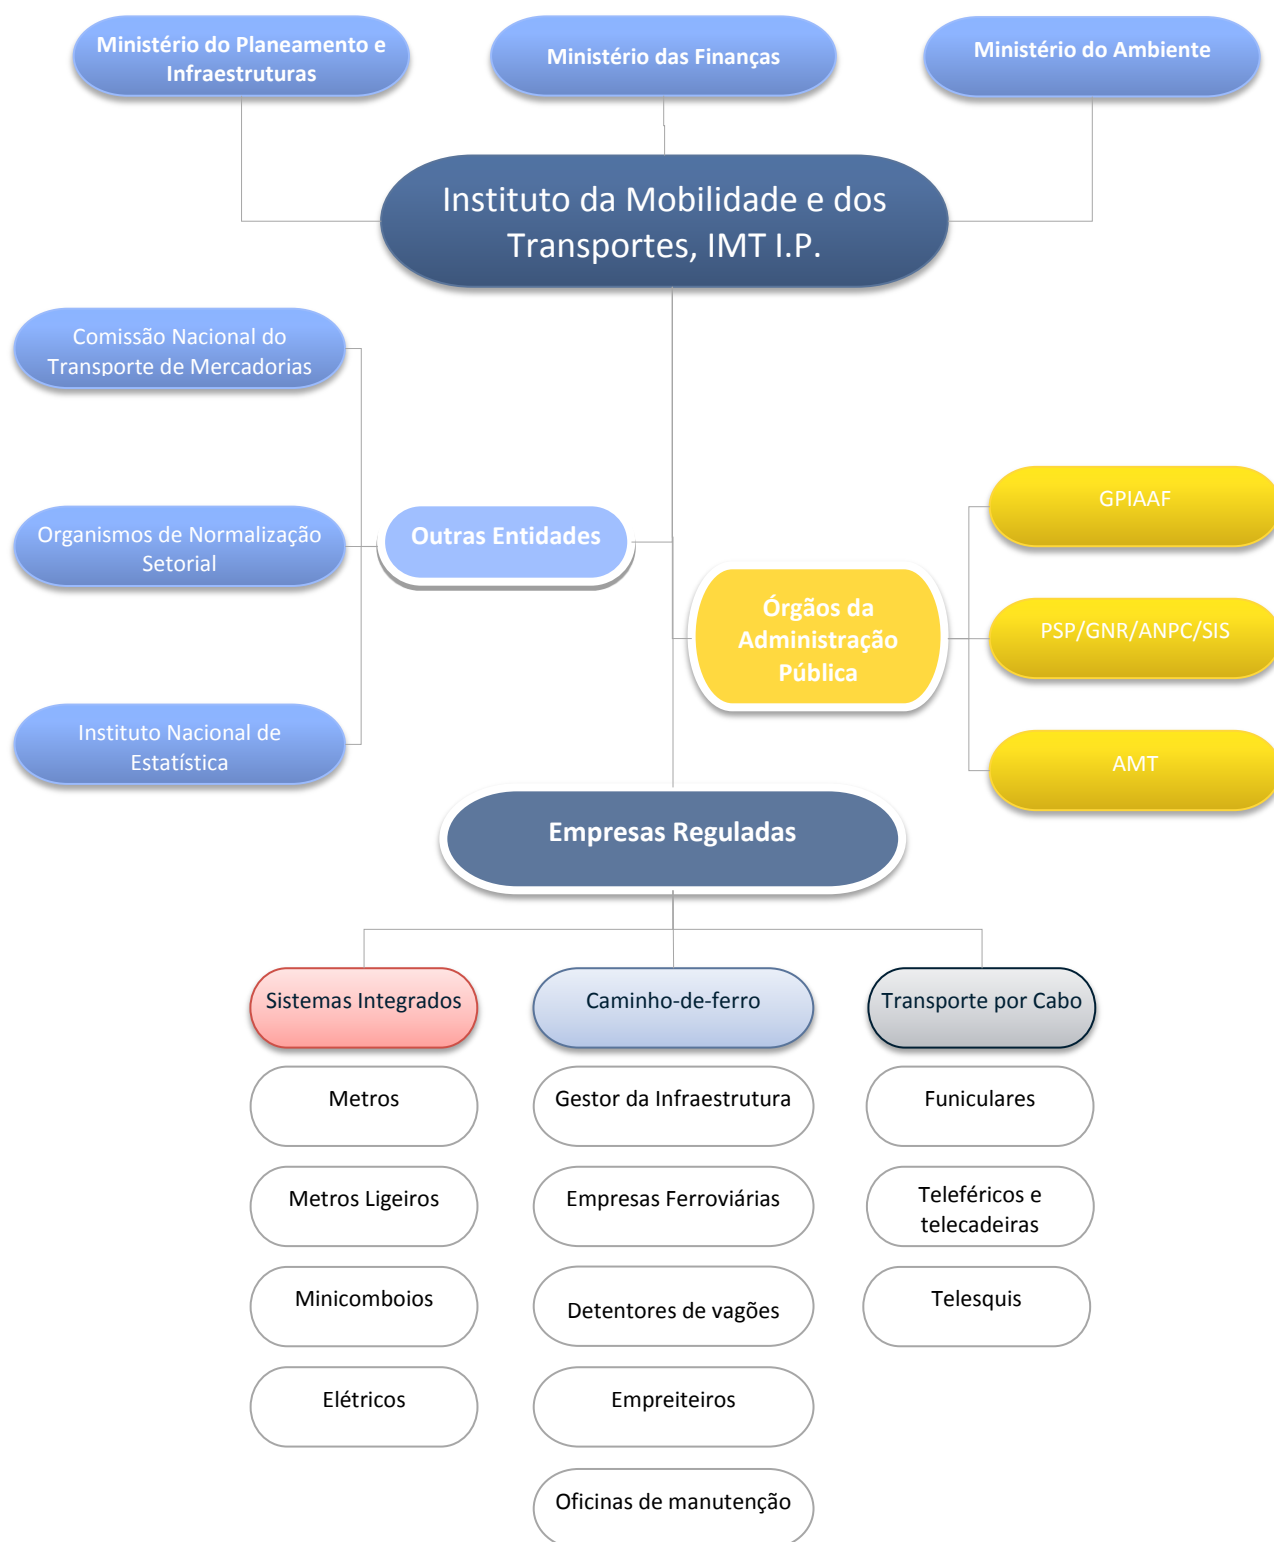 Ministério do Planeamento e
Infraestruturas
Ministério das Finanças
Ministério do Ambiente
Instituto da Mobilidade e dos
Transportes, IMT I.P.
Comissão Nacional do
Transporte de Mercadorias
Organismos de Normalização
Setorial
Instituto Nacional de
Estatística
Outras Entidades
Órgãos da
Administração
Pública
GPIAAF
PSP/GNR/ANPC/SIS
AMT
Empresas Reguladas
Sistemas Integrados
Metros
Metros Ligeiros
Minicomboios
Elétricos
Caminho-de-ferro
Gestor da Infraestrutura
Empresas Ferroviárias
Detentores de vagões
Empreiteiros
Oficinas de manutenção
Transporte por Cabo
Funiculares
Teleféricos e
telecadeiras
Telesquis